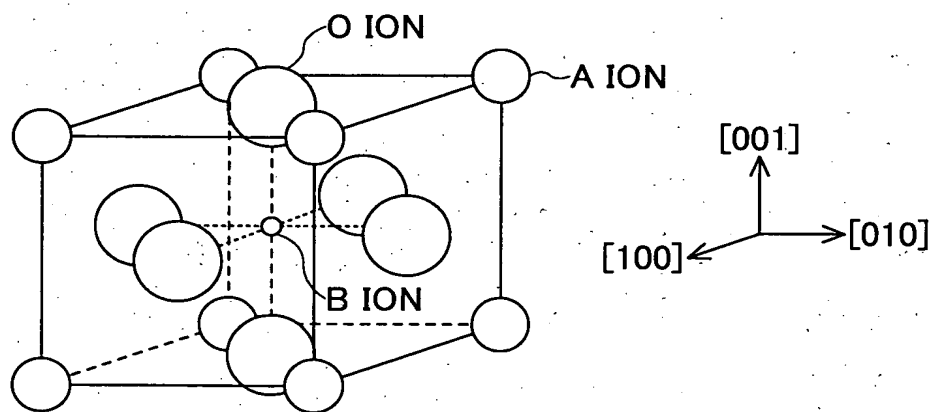 O ION
A ION
[001]
[100]
[010]
B ION